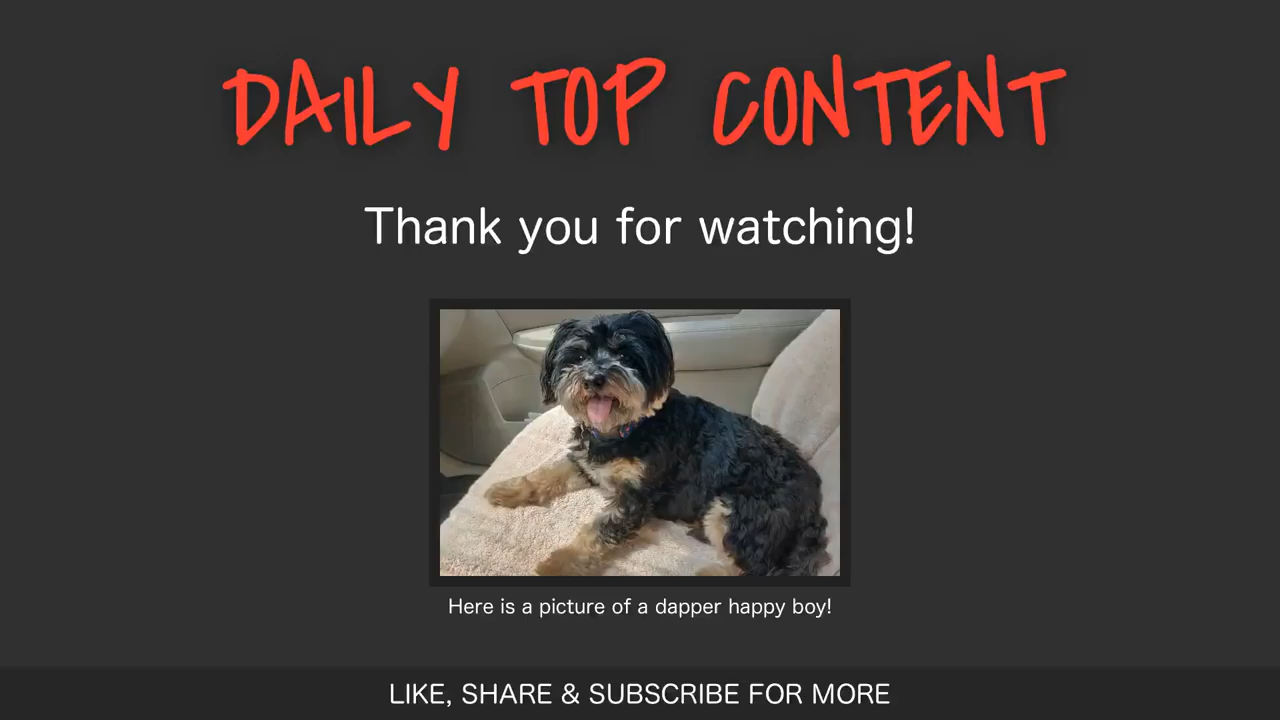 DAILY TOP CONTENT
Thank you for watching!
Here is a picture of a dapper happy boy!
LIKE, SHARE & SUBSCRIBE FOR MORE